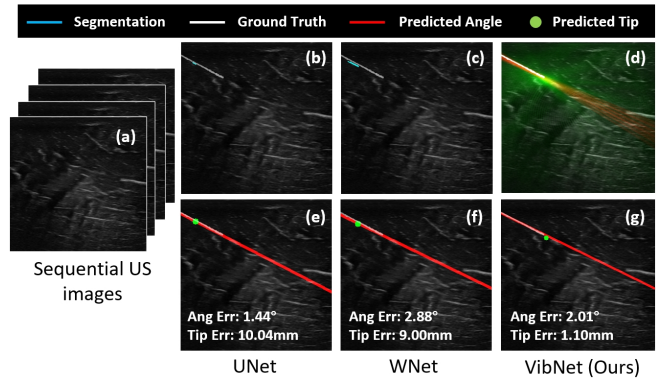 Segmentation Ground Truth Predicted Angle Predicted Tip
(a)
Sequential US
images
(b)
(c)
(d)
(e)
Ang Err: 1.44°
Tip Err: 10.04mm
(f)
Ang Err: 2.88°
Tip Err: 9.00mm
(g)
Ang Err: 2.01°
Tip Err: 1.10mm
UNet
WNet
VibNet (Ours)